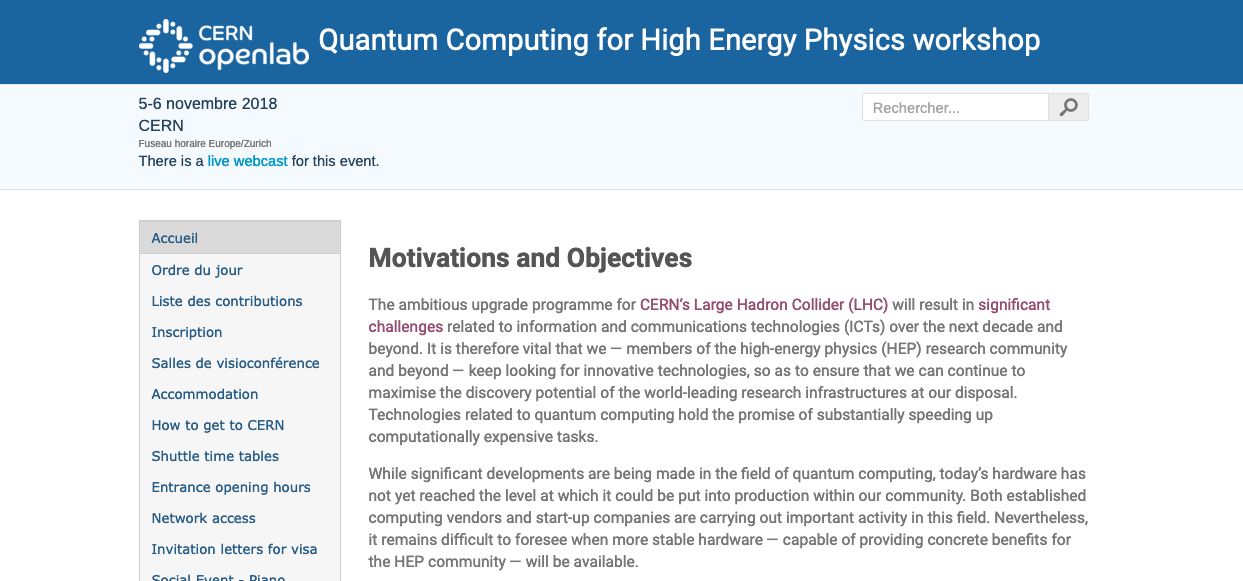 CERN
openlab
Quantum Computing for High Energy Physics workshop
5-6 novembre 2018
CERN
Fuseau horaire Europe/Zurich
There is a live webcast for this event.
Rechercher...
Accueil
Ordre du jour
Liste des contributions
Inscription
Salles de visioconférence
Accommodation
How to get to CERN
Shuttle time tables
Entrance opening hours
Network access
Invitation letters for visa
Social Event - Piano
Motivations and Objectives
The ambitious upgrade programme for CERN's Large Hadron Collider (LHC) will result in significant
challenges related to information and communications technologies (ICTs) over the next decade and
beyond. It is therefore vital that we — members of the high-energy physics (HEP) research community
and beyond — keep looking for innovative technologies, so as to ensure that we can continue to
maximise the discovery potential of the world-leading research infrastructures at our disposal.
Technologies related to quantum computing hold the promise of substantially speeding up
computationally expensive tasks.
While significant developments are being made in the field of quantum computing, today's hardware has
not yet reached the level at which it could be put into production within our community. Both established
computing vendors and start-up companies are carrying out important activity in this field. Nevertheless,
it remains difficult to foresee when more stable hardware — capable of providing concrete benefits for
the HEP community — will be available.